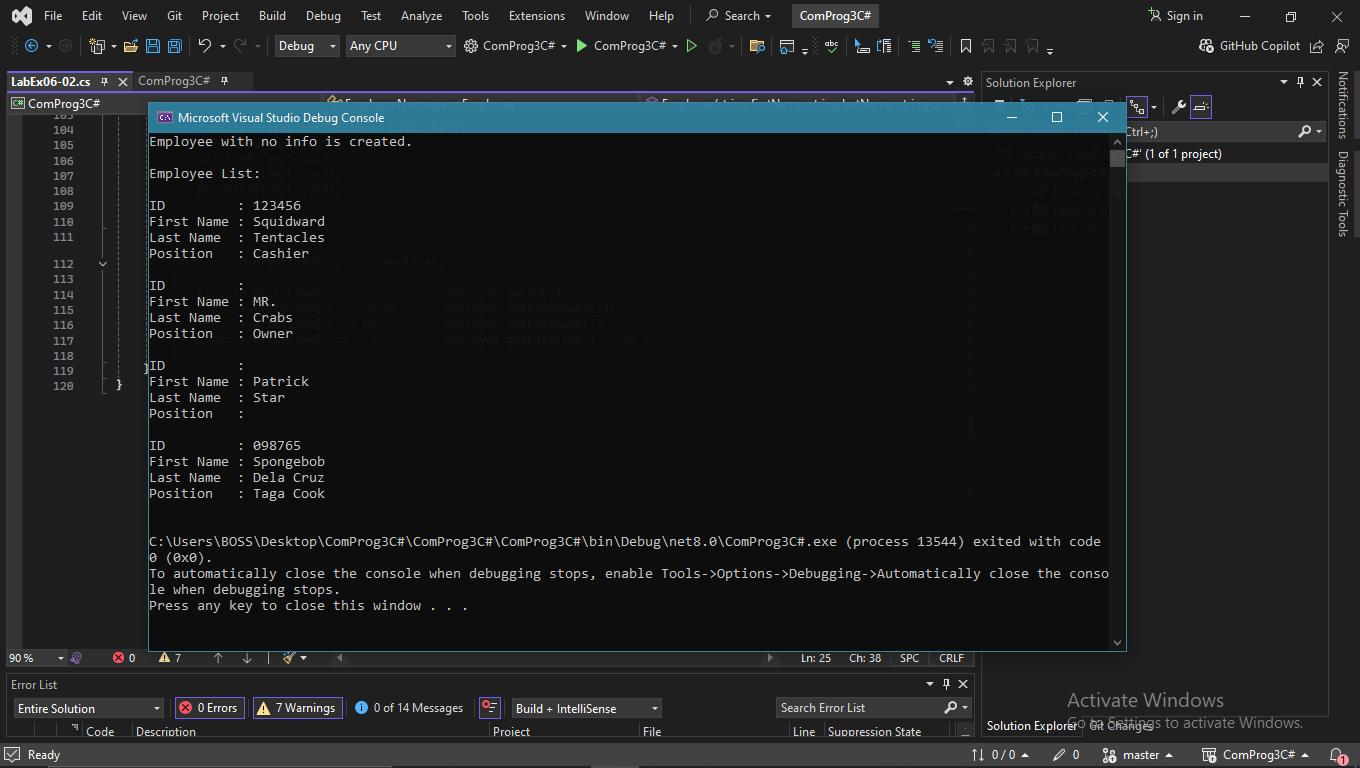 File Edit View Git Project Build Debug Test Analyze Tools Extensions Window Help Search ComProg3C# Sign in
Debug Any CPU ComProg3C# ComProg3C# GitHub Copilot
LabEx06-02.cs ComProg3C#
ComProg3C#
Solution Explorer
Ctrl+;)
C#' (1 of 1 project)
Notifications
Diagnostic Tools
103
104
105
106
107
108
109
110
111
112
113
114
115
116
117
118
119 }
120 }
Microsoft Visual Studio Debug Console
Employee with no info is created.
Employee List:
ID : 123456
First Name : Squidward
Last Name : Tentacles
Position : Cashier
ID :
First Name : MR.
Last Name : Crabs
Position : Owner
ID :
First Name : Patrick
Last Name : Star
Position :
ID : 098765
First Name : Spongebob
Last Name : Dela Cruz
Position : Taga Cook
C:\Users\BOSS\Desktop\ComProg3C#\ComProg3C#\ComProg3C#\bin\Debug\net8.0\ComProg3C#.exe (process 13544) exited with code
0 (0x0).
To automatically close the console when debugging stops, enable Tools->Options->Debugging->Automatically close the conso
le when debugging stops.
Press any key to close this window . . .
90 % 0 7 Ln: 25 Ch: 38 SPC CRLF
Error List
Entire Solution 0 Errors 7 Warnings 0 of 14 Messages Build + IntelliSense Search Error List
Code Description Project File Line Suppression State
Solution Explorer Git Changes
Activate Windows
Go to Settings to activate Windows.
Ready 0 / 0 0 master ComProg3C# 1